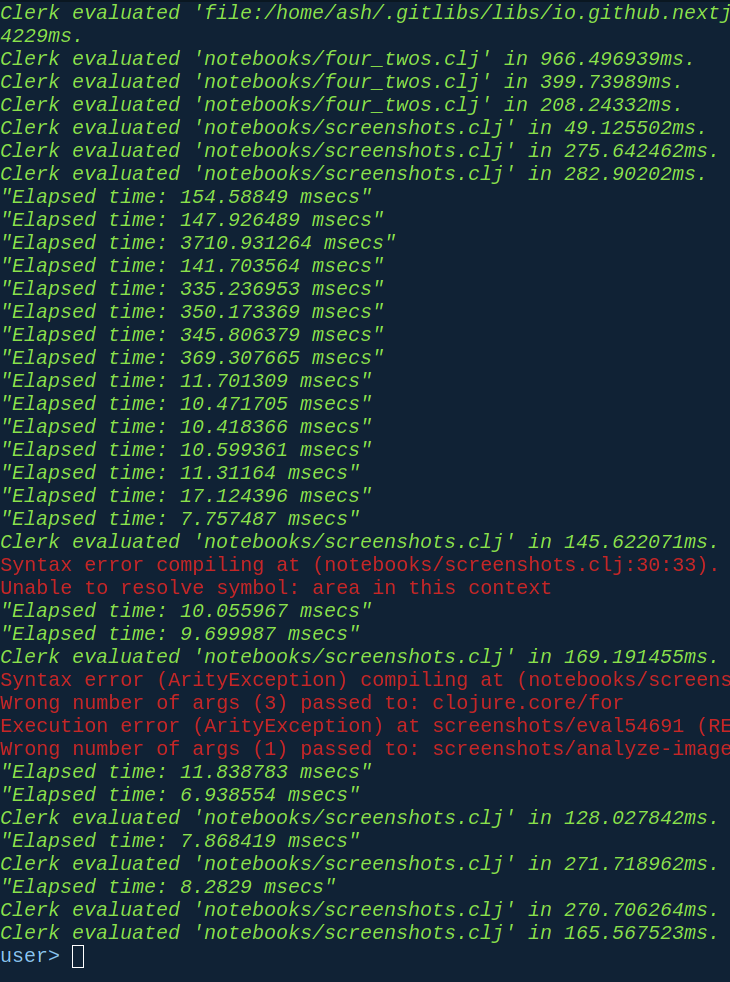 Clerk evaluated 'file:/home/ash/.gitlibs/libs/io.github.nextj
4229ms.
Clerk evaluated 'notebooks/four_twos.clj' in 966.496939ms.
Clerk evaluated 'notebooks/four_twos.clj' in 399.73989ms.
Clerk evaluated 'notebooks/four_twos.clj' in 208.24332ms.
Clerk evaluated 'notebooks/screenshots.clj' in 49.125502ms.
Clerk evaluated 'notebooks/screenshots.clj' in 275.642462ms.
Clerk evaluated 'notebooks/screenshots.clj' in 282.90202ms.
"Elapsed time: 154.58849 msecs"
"Elapsed time: 147.926489 msecs"
"Elapsed time: 3710.931264 msecs"
"Elapsed time: 141.703564 msecs"
"Elapsed time: 335.236953 msecs"
"Elapsed time: 350.173369 msecs"
"Elapsed time: 345.806379 msecs"
"Elapsed time: 369.307665 msecs"
"Elapsed time: 11.701309 msecs"
"Elapsed time: 10.471705 msecs"
"Elapsed time: 10.418366 msecs"
"Elapsed time: 10.599361 msecs"
"Elapsed time: 11.31164 msecs"
"Elapsed time: 17.124396 msecs"
"Elapsed time: 7.757487 msecs"
Clerk evaluated 'notebooks/screenshots.clj' in 145.622071ms.
Syntax error compiling at (notebooks/screenshots.clj:30:33).
Unable to resolve symbol: area in this context
"Elapsed time: 10.055967 msecs"
"Elapsed time: 9.699987 msecs"
Clerk evaluated 'notebooks/screenshots.clj' in 169.191455ms.
Syntax error (ArityException) compiling at (notebooks/screens
Wrong number of args (3) passed to: clojure.core/for
Execution error (ArityException) at screenshots/eval54691 (RE
Wrong number of args (1) passed to: screenshots/analyze-image
"Elapsed time: 11.838783 msecs"
"Elapsed time: 6.938554 msecs"
Clerk evaluated 'notebooks/screenshots.clj' in 128.027842ms.
"Elapsed time: 7.868419 msecs"
Clerk evaluated 'notebooks/screenshots.clj' in 271.718962ms.
"Elapsed time: 8.2829 msecs"
Clerk evaluated 'notebooks/screenshots.clj' in 270.706264ms.
Clerk evaluated 'notebooks/screenshots.clj' in 165.567523ms.
user>